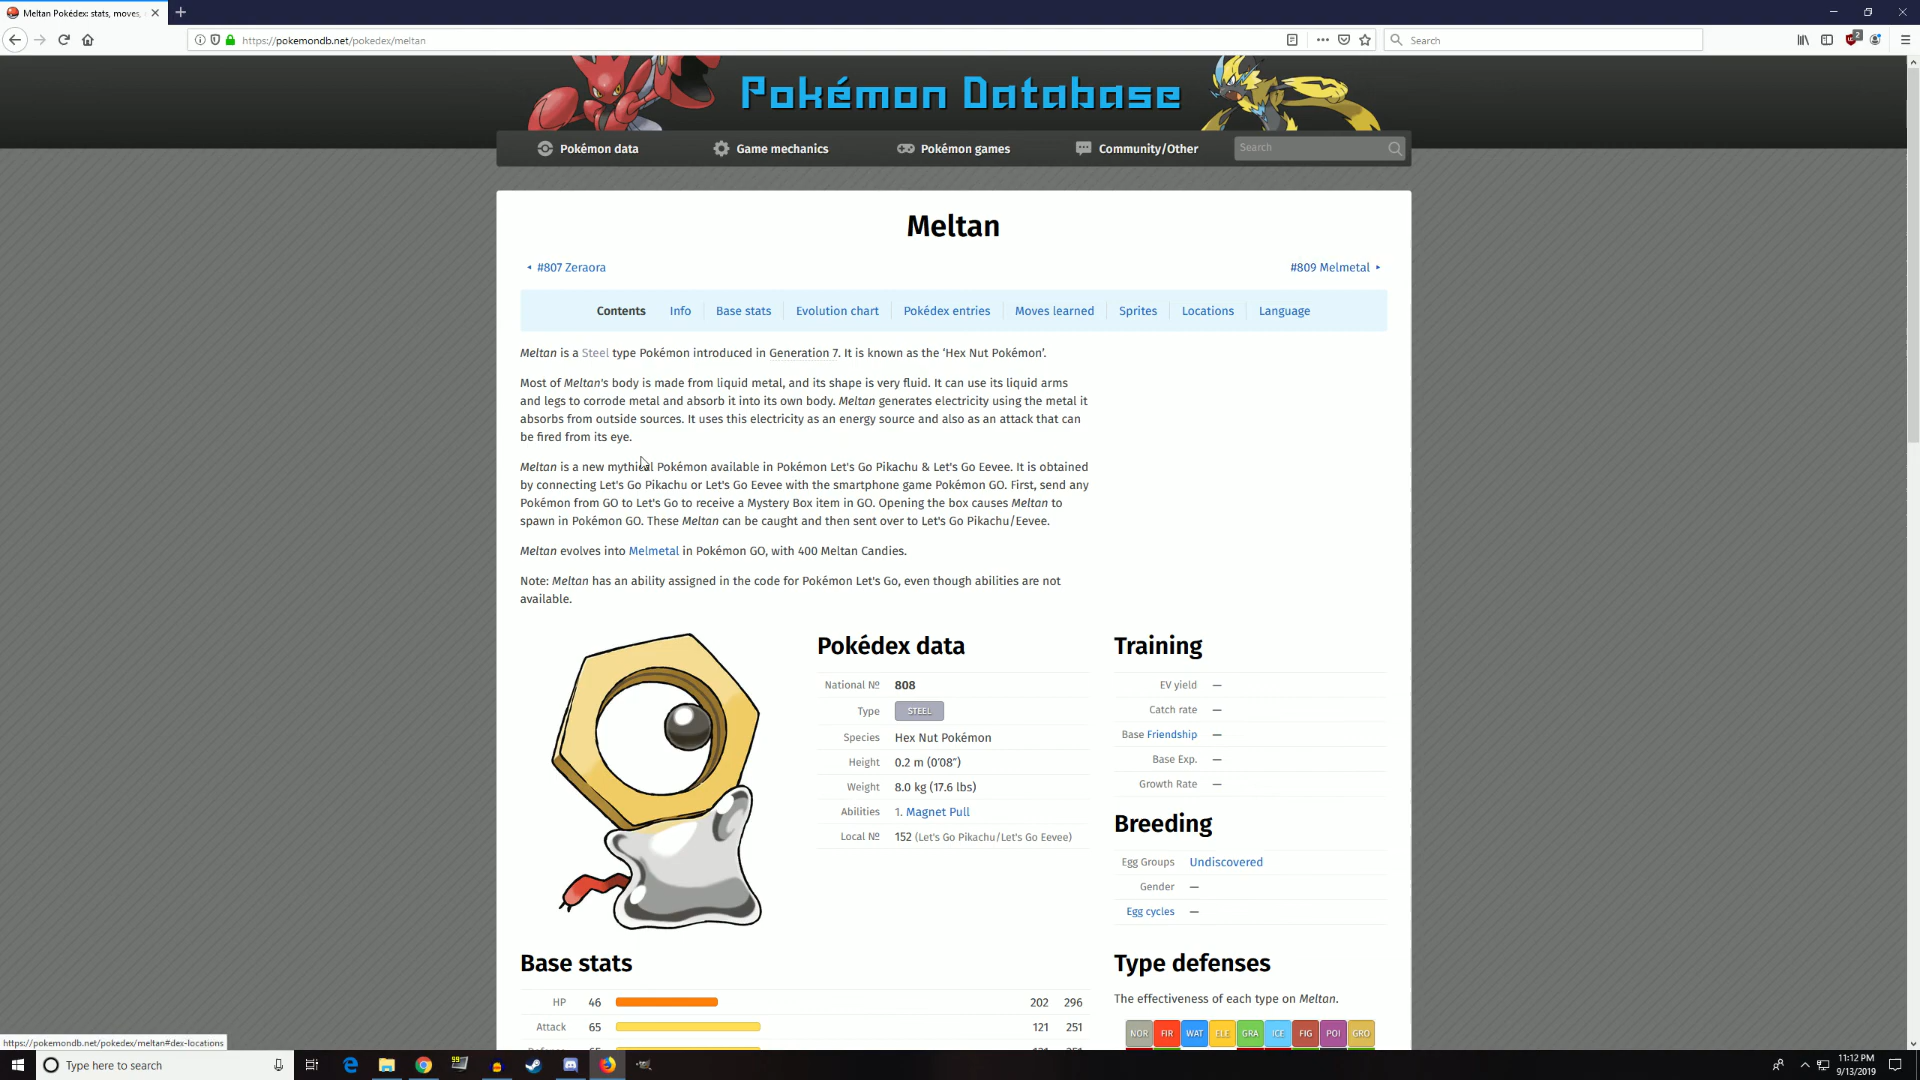 Meltan Pokédex: stats, moves,
https://pokemondb.net/pokedex/meltan
Search
2
Pokémon Database
Pokémon data
Game mechanics
Pokémon games
Community/Other
Search
Meltan
#807 Zeraora
#809 Melmetal
Contents
Info
Base stats
Evolution chart
Pokédex entries
Moves learned
Sprites
Locations
Language
Meltan is a Steel type Pokémon introduced in Generation 7. It is known as the ‘Hex Nut Pokémon’.
Most of Meltan's body is made from liquid metal, and its shape is very fluid. It can use its liquid arms
and legs to corrode metal and absorb it into its own body. Meltan generates electricity using the metal it
absorbs from outside sources. It uses this electricity as an energy source and also as an attack that can
be fired from its eye.
Meltan is a new mythical Pokémon available in Pokémon Let's Go Pikachu & Let's Go Eevee. It is obtained
by connecting Let's Go Pikachu or Let's Go Eevee with the smartphone game Pokémon GO. First, send any
Pokémon from GO to Let's Go to receive a Mystery Box item in GO. Opening the box causes Meltan to
spawn in Pokémon GO. These Meltan can be caught and then sent over to Let's Go Pikachu/Eevee.
Meltan evolves into Melmetal in Pokémon GO, with 400 Meltan Candies.
Note: Meltan has an ability assigned in the code for Pokémon Let's Go, even though abilities are not
available.
Pokédex data
National № 808
Type STEEL
Species Hex Nut Pokémon
Height 0.2 m (0′08″)
Weight 8.0 kg (17.6 lbs)
Abilities 1. Magnet Pull
Local № 152 (Let's Go Pikachu/Let's Go Eevee)
Training
EV yield —
Catch rate —
Base Friendship —
Base Exp. —
Growth Rate —
Breeding
Egg Groups Undiscovered
Gender —
Egg cycles —
Base stats
HP 46 202 296
Attack 65 121 251
Type defenses
The effectiveness of each type on Meltan.
NOR FIR WAT ELE GRA ICE FIG POI GRO
https://pokemondb.net/pokedex/meltan#dex-locations
Type here to search
11:12 PM
9/13/2019